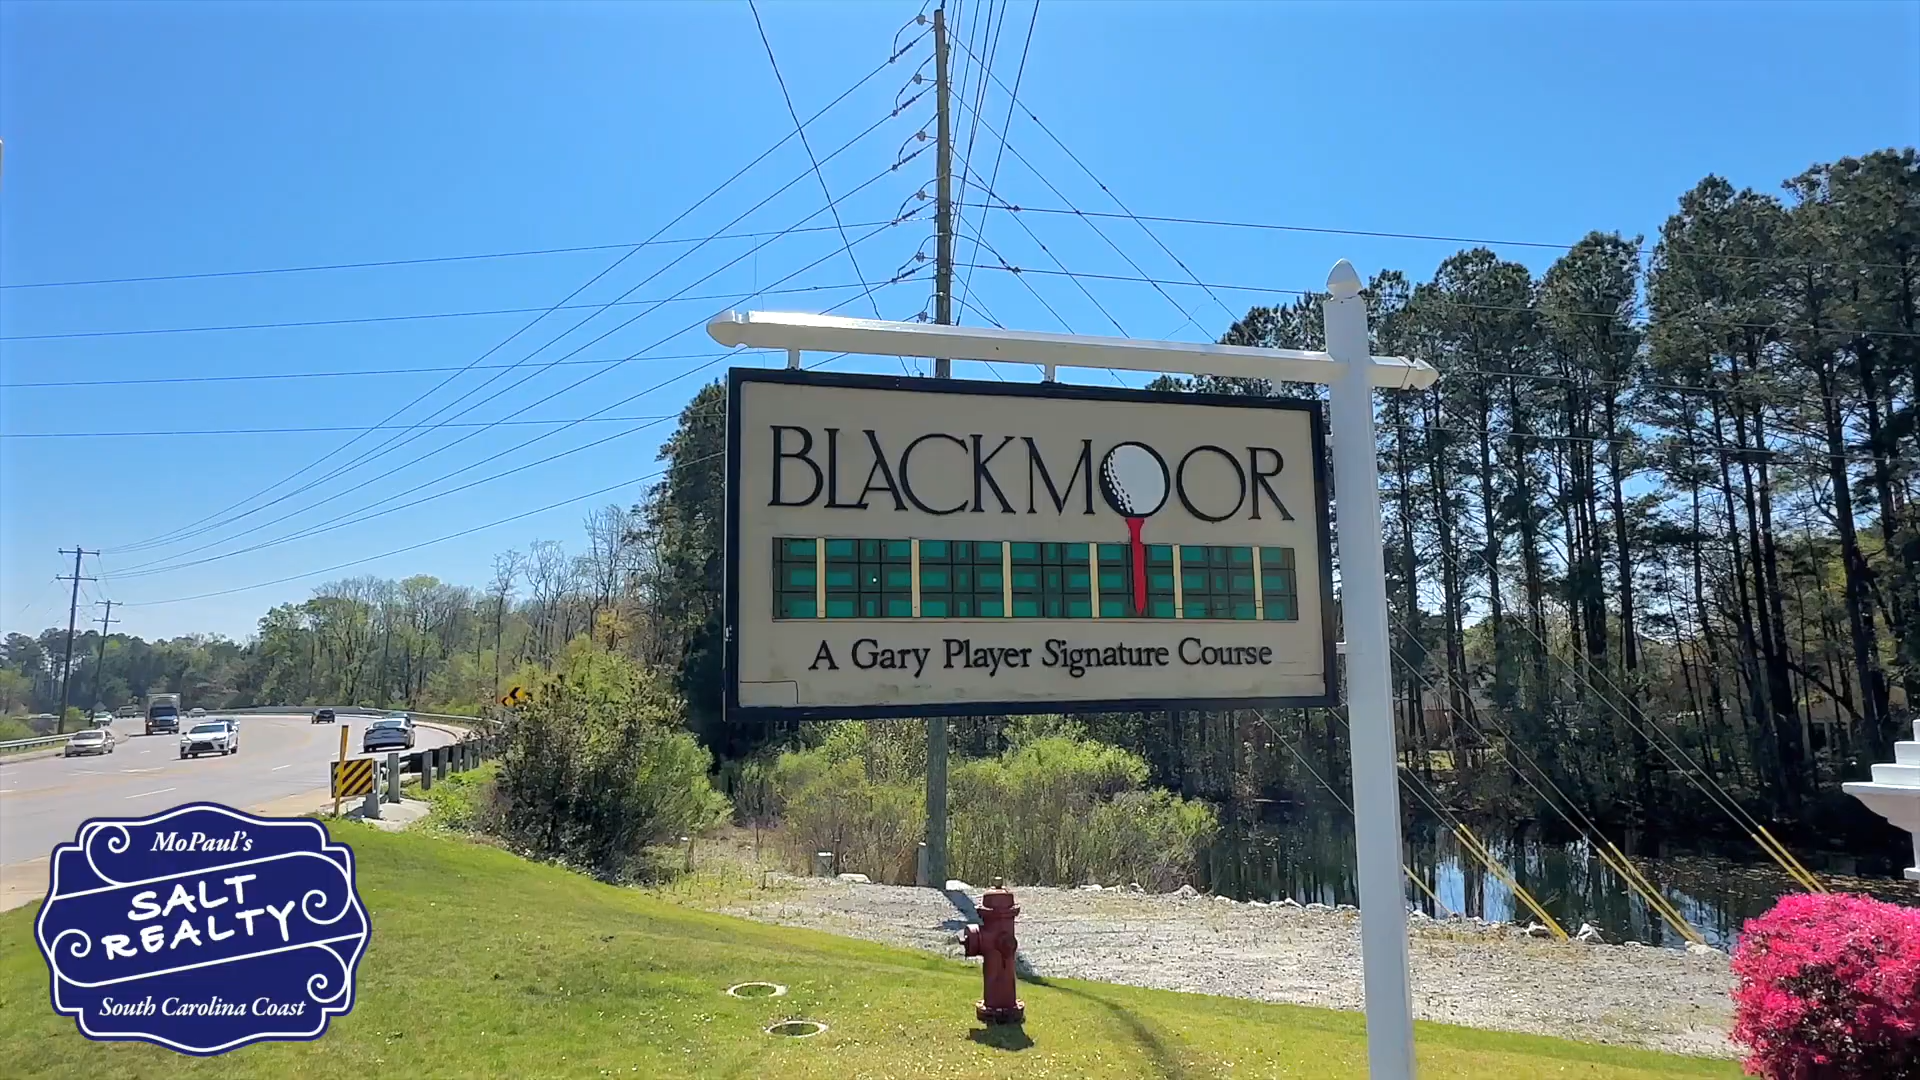 BLACKMOOR
A Gary Player Signature Course
MoPaul's
SALT
REALTY
South Carolina Coast